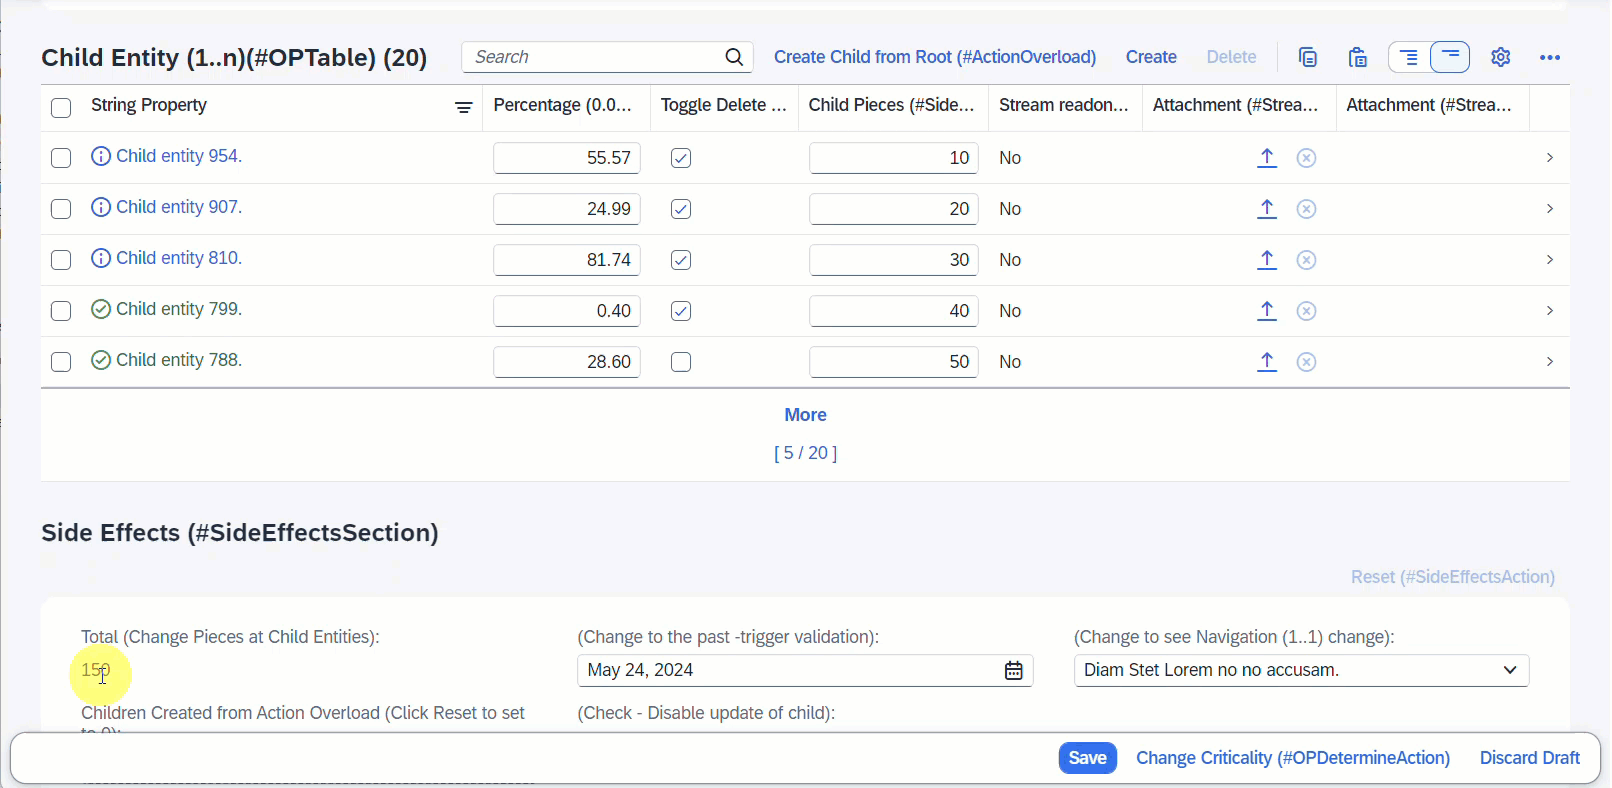 Child Entity (1..n)(#OPTable) (20) Search Create Child from Root (#ActionOverload) Create Delete
String Property Percentage (0.0... Toggle Delete ... Child Pieces (#Side... Stream readon... Attachment (#Strea... Attachment (#Strea...
Child entity 954. 55.57 10 No
Child entity 907. 24.99 20 No
Child entity 810. 81.74 30 No
Child entity 799. 0.40 40 No
Child entity 788. 28.60 50 No
More
[ 5 / 20 ]
Side Effects (#SideEffectsSection)
Reset (#SideEffectsAction)
Total (Change Pieces at Child Entities): (Change to the past -trigger validation): (Change to see Navigation (1..1) change):
150 May 24, 2024 Diam Stet Lorem no no accusam.
Children Created from Action Overload (Click Reset to set (Check - Disable update of child):
to 0):
Save Change Criticality (#OPDetermineAction) Discard Draft